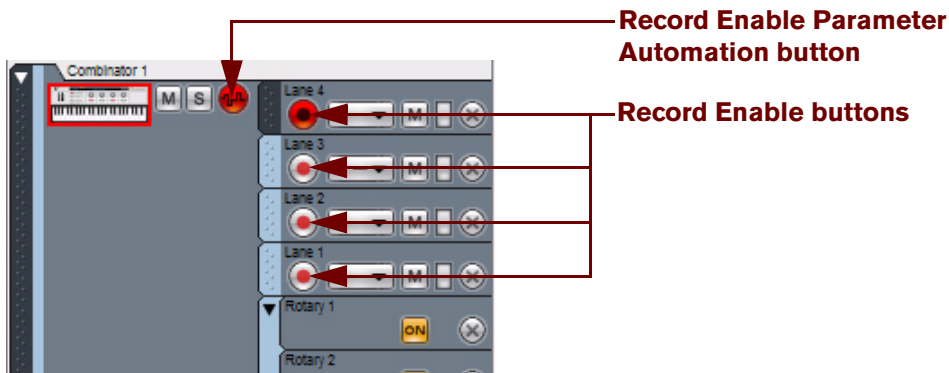 Record Enable Parameter
Automation button
Combinator 1
M S
Lane 4
M
Record Enable buttons
Lane 3
M
Lane 2
M
Lane 1
M
Rotary 1
ON
Rotary 2